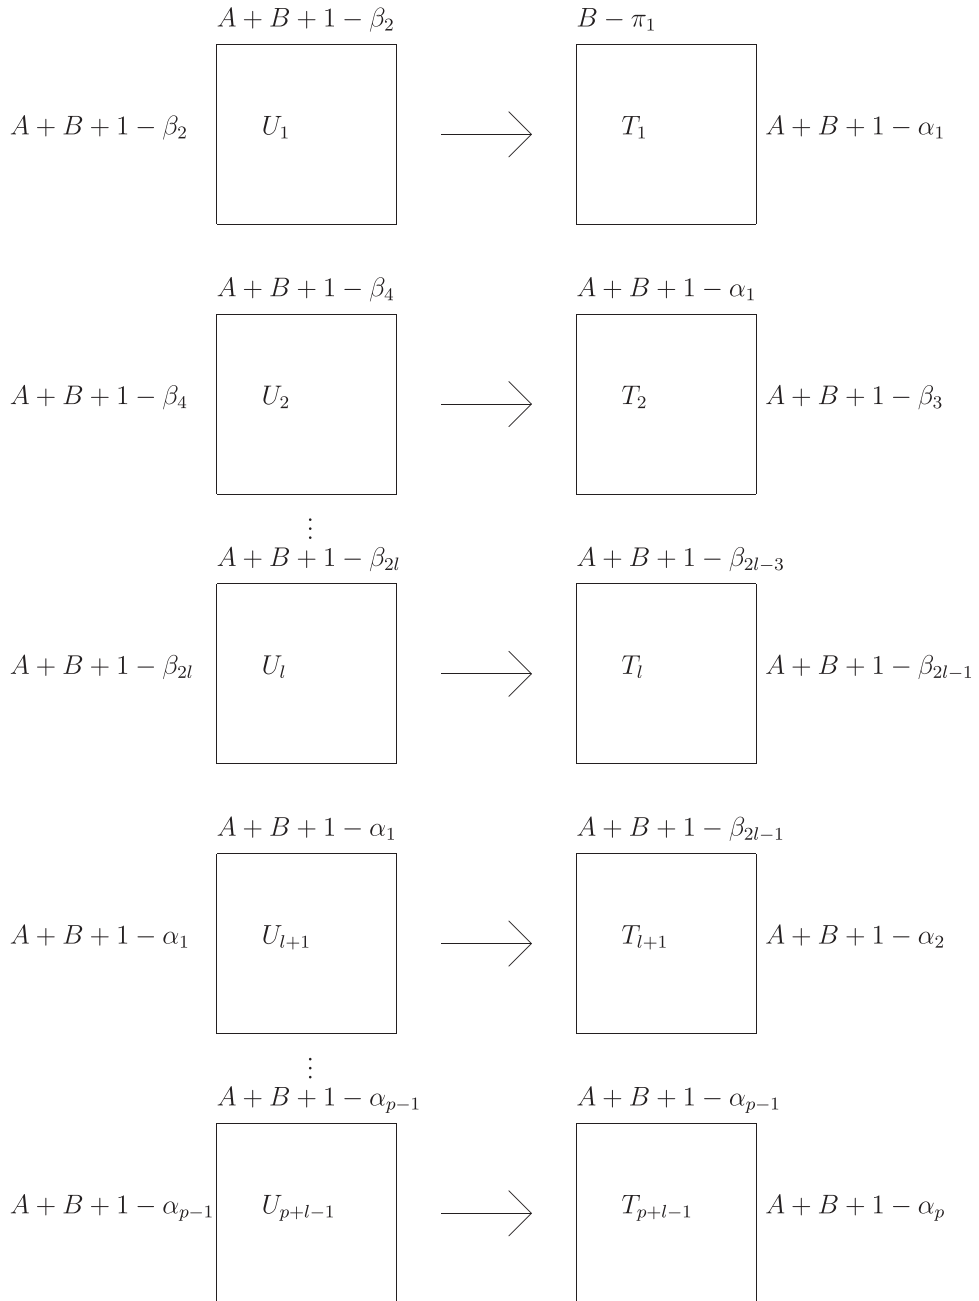 A + B + 1 − β₂ B − π₁
A + B + 1 − β₂ U₁ T₁ A + B + 1 − α₁
A + B + 1 − β₄ A + B + 1 − α₁
A + B + 1 − β₄ U₂ T₂ A + B + 1 − β₃
⋮
A + B + 1 − β₂ₗ A + B + 1 − β₂ₗ₋₃
A + B + 1 − β₂ₗ Uₗ Tₗ A + B + 1 − β₂ₗ₋₁
A + B + 1 − α₁ A + B + 1 − β₂ₗ₋₁
A + B + 1 − α₁ Uₗ₊₁ Tₗ₊₁ A + B + 1 − α₂
⋮
A + B + 1 − αₚ₋₁ A + B + 1 − αₚ₋₁
A + B + 1 − αₚ₋₁ Uₚ₊ₗ₋₁ Tₚ₊ₗ₋₁ A + B + 1 − αₚ